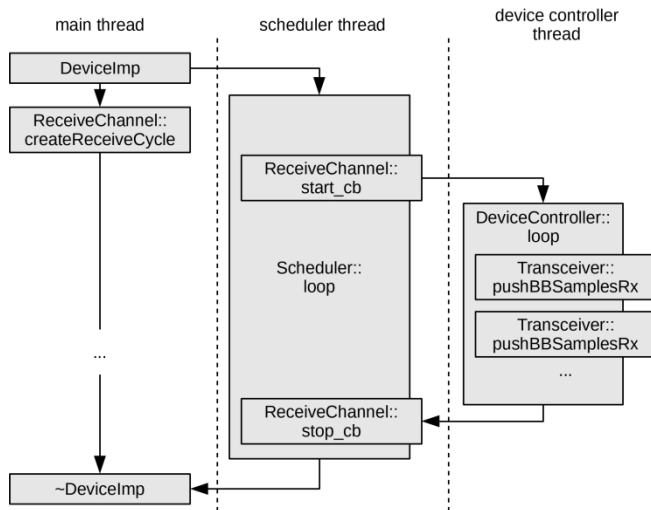 main thread
scheduler thread
device controller
thread
DeviceImp
ReceiveChannel::
createReceiveCycle
...
~DeviceImp
ReceiveChannel::
start_cb
Scheduler::
loop
ReceiveChannel::
stop_cb
DeviceController::
loop
Transceiver::
pushBBSamplesRx
Transceiver::
pushBBSamplesRx
...